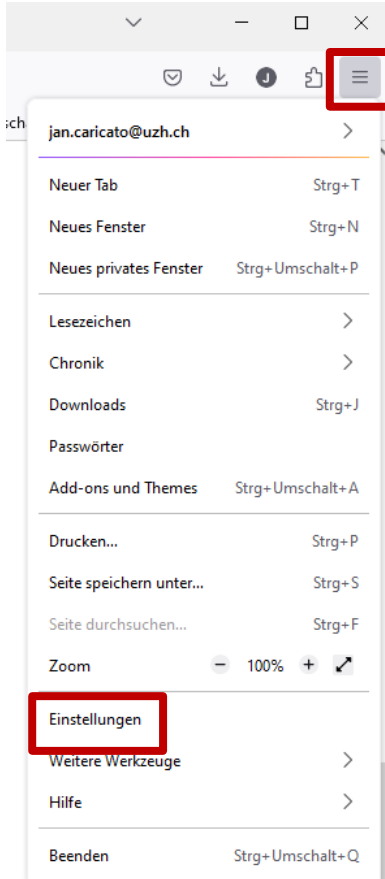 J
sch
jan.caricato@uzh.ch
Neuer Tab Strg+T
Neues Fenster Strg+N
Neues privates Fenster Strg+Umschalt+P
Lesezeichen
Chronik
Downloads Strg+J
Passwörter
Add-ons und Themes Strg+Umschalt+A
Drucken... Strg+P
Seite speichern unter... Strg+S
Seite durchsuchen... Strg+F
Zoom − 100% +
Einstellungen
Weitere Werkzeuge
Hilfe
Beenden Strg+Umschalt+Q